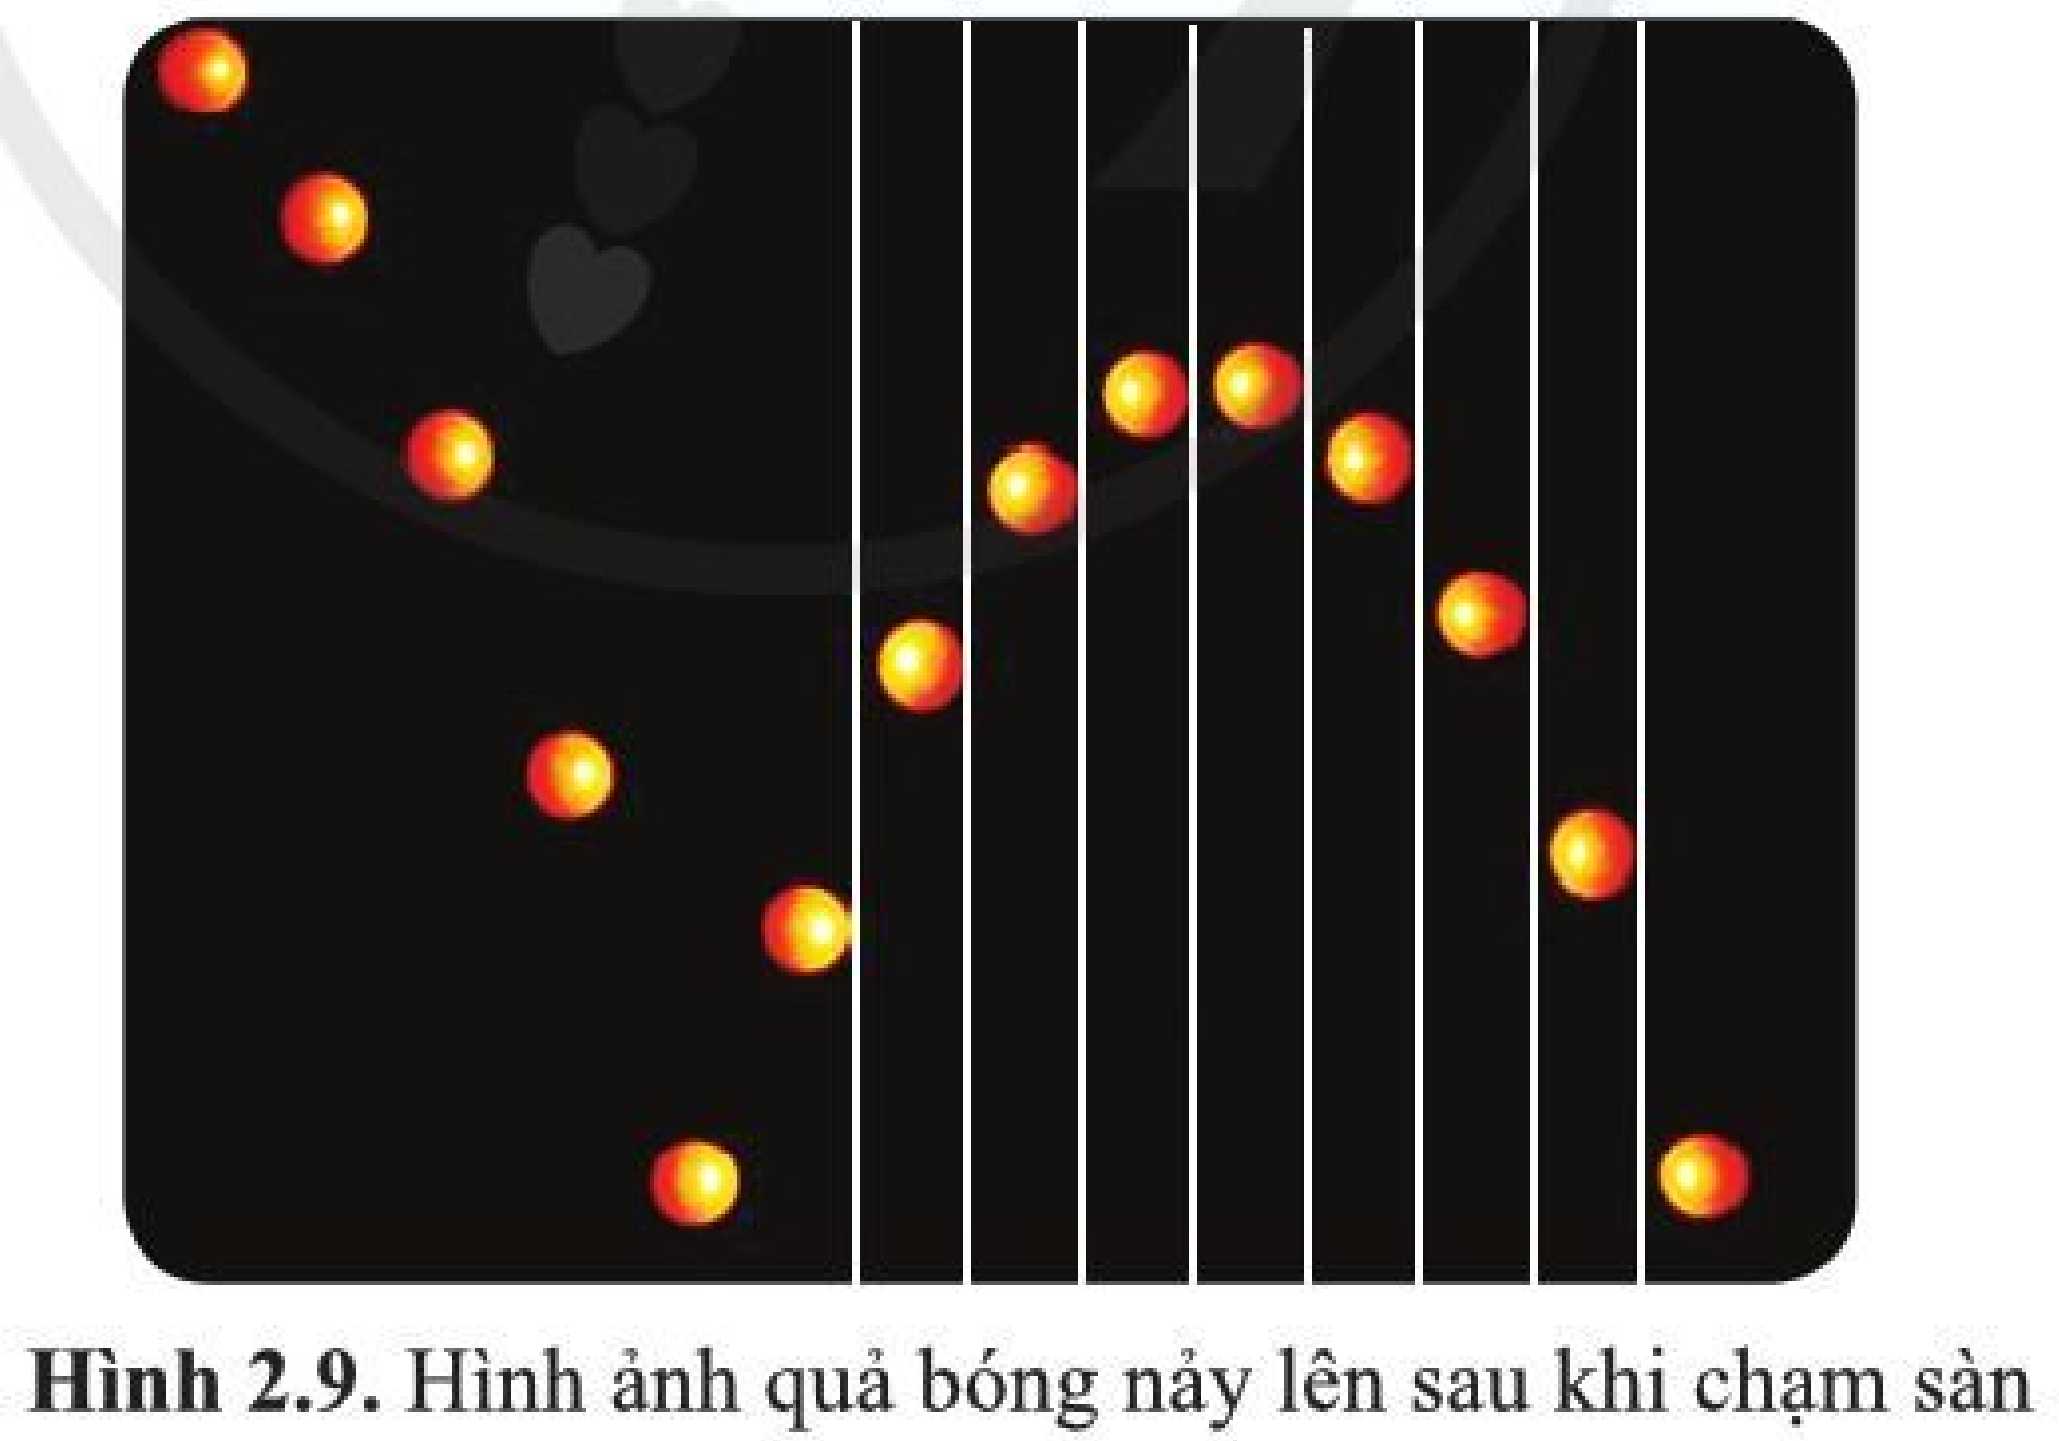 Hình 2.9. Hình ảnh quả bóng nảy lên sau khi chạm sàn